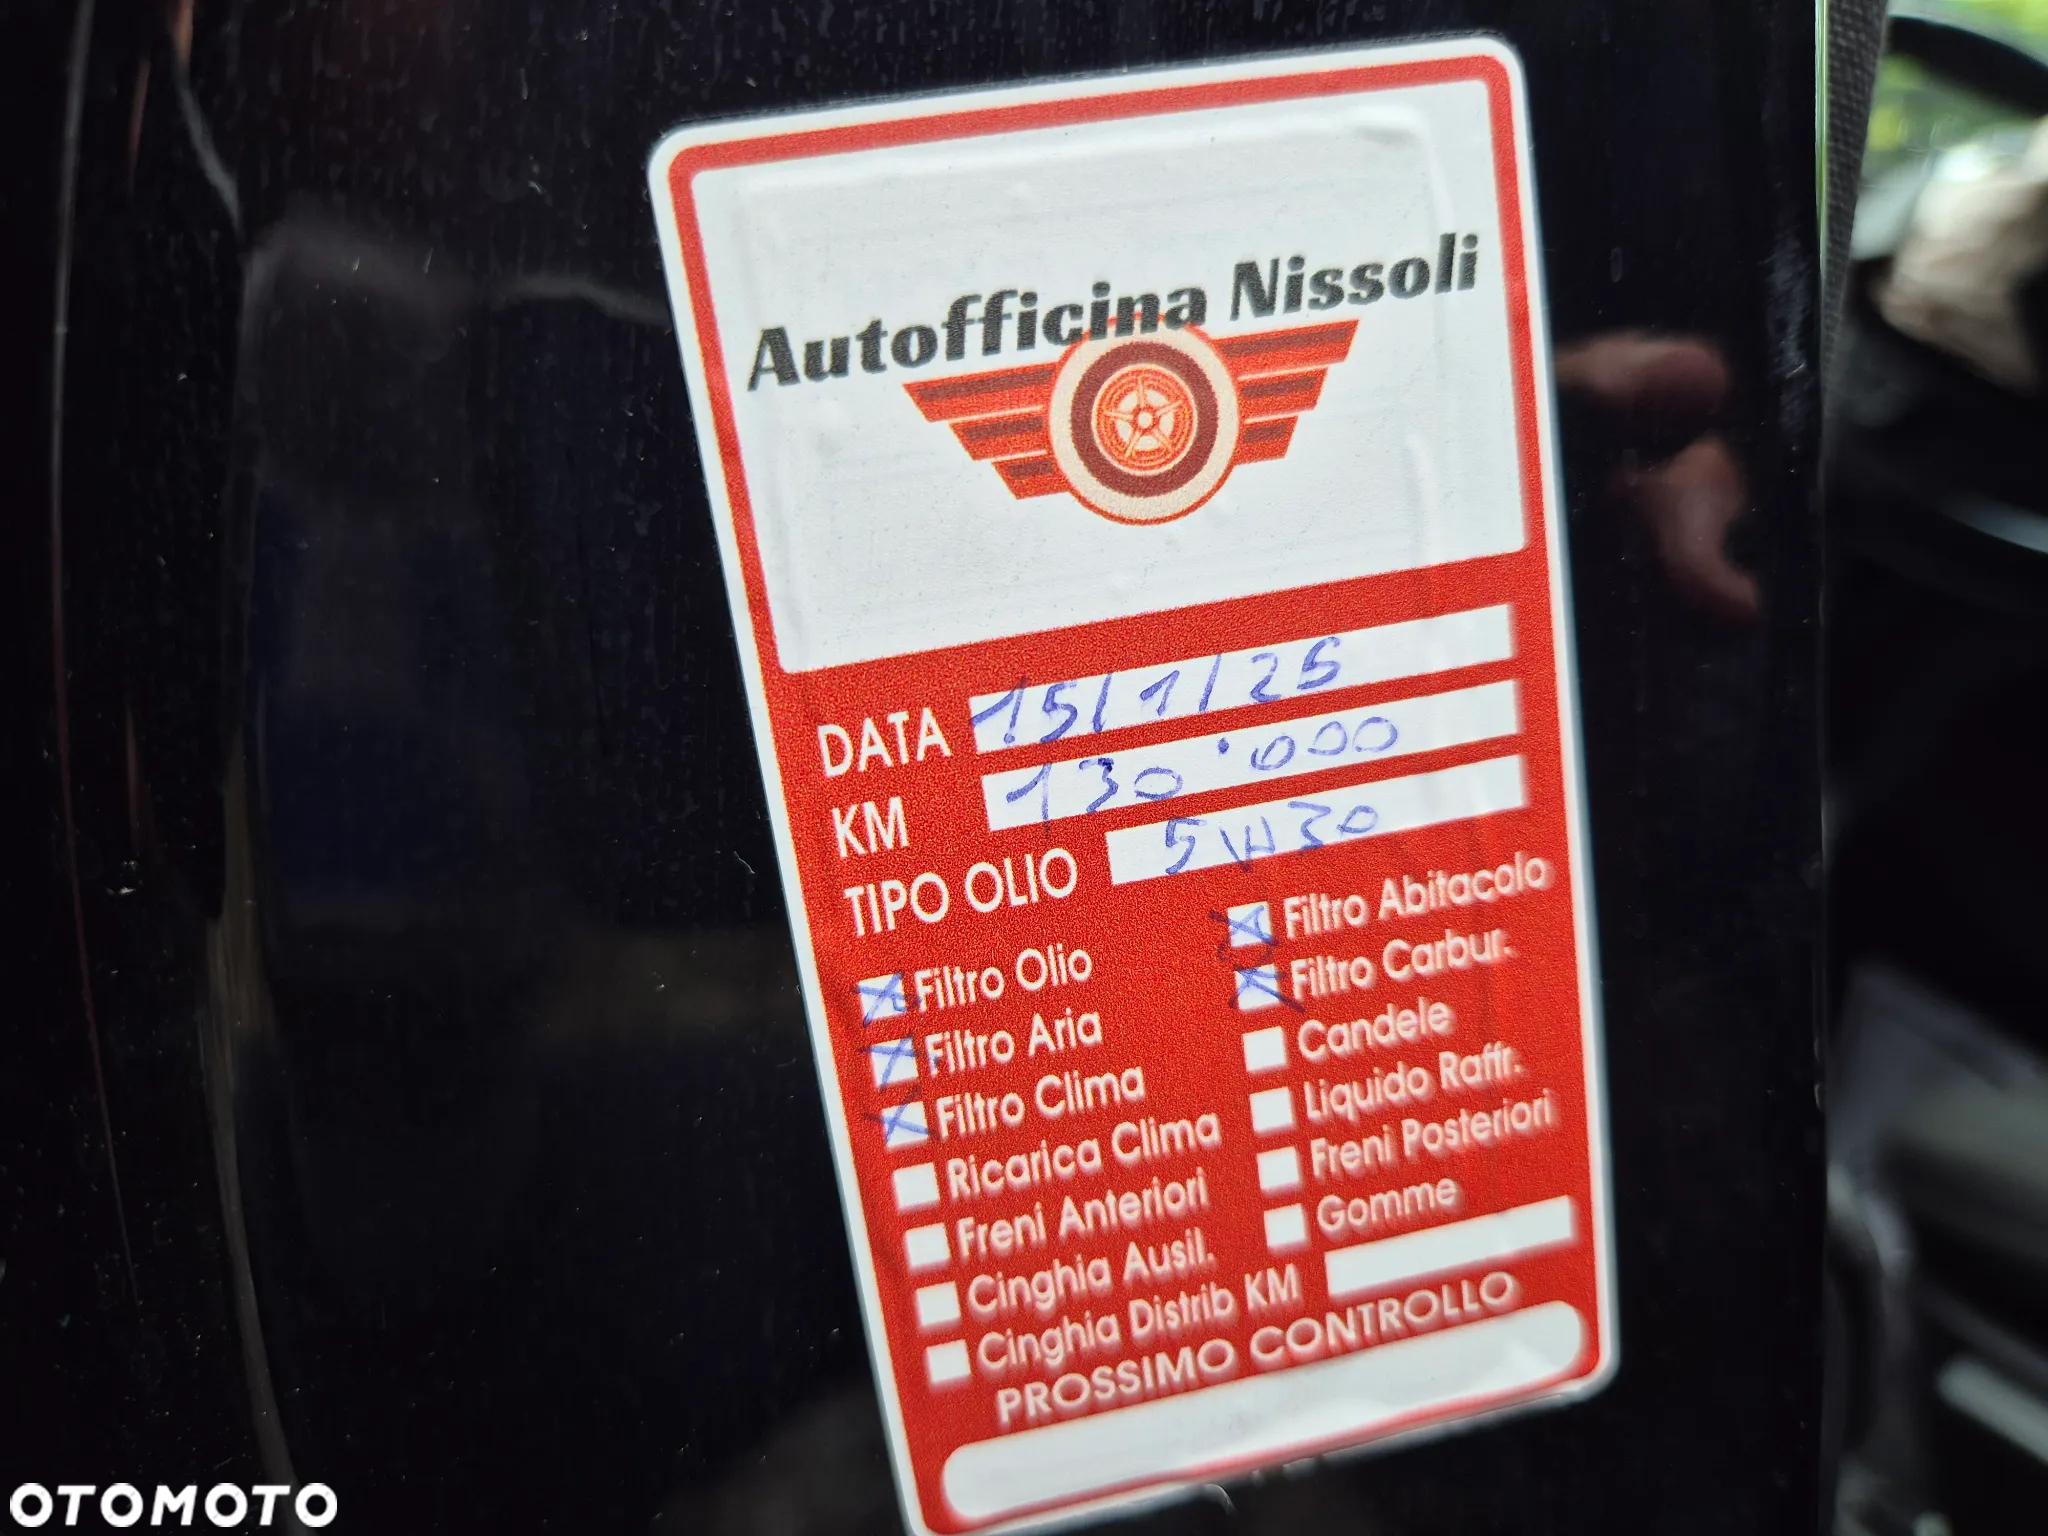 Autofficina Nissoli
DATA 15/1/25
KM 130.000
TIPO OLIO 5W30
Filtro Olio
Filtro Aria
Filtro Clima
Ricarica Clima
Freni Anteriori
Cinghia Ausil.
Cinghia Distrib KM
Filtro Abitacolo
Filtro Carbur.
Candele
Liquido Raffr.
Freni Posteriori
Gomme
PROSSIMO CONTROLLO
OTOMOTO